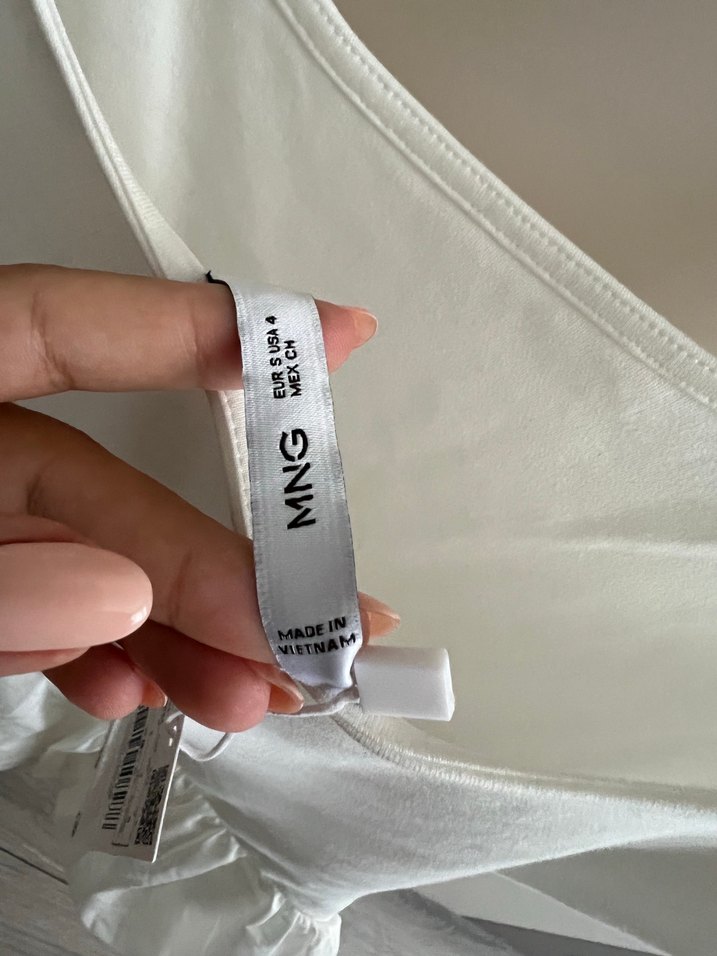 EUR S USA 4
MEX CH
MNG
MADE IN
VIETNAM